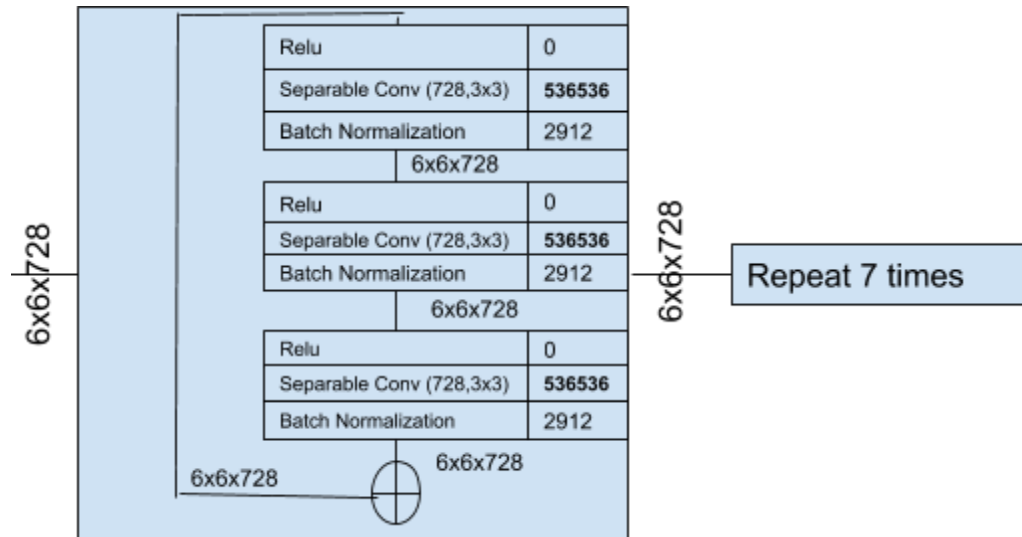 Relu 0
Separable Conv (728,3x3) 536536
Batch Normalization 2912
6x6x728
Relu 0
Separable Conv (728,3x3) 536536
Batch Normalization 2912
6x6x728
Relu 0
Separable Conv (728,3x3) 536536
Batch Normalization 2912
6x6x728
6x6x728
6x6x728
6x6x728
Repeat 7 times